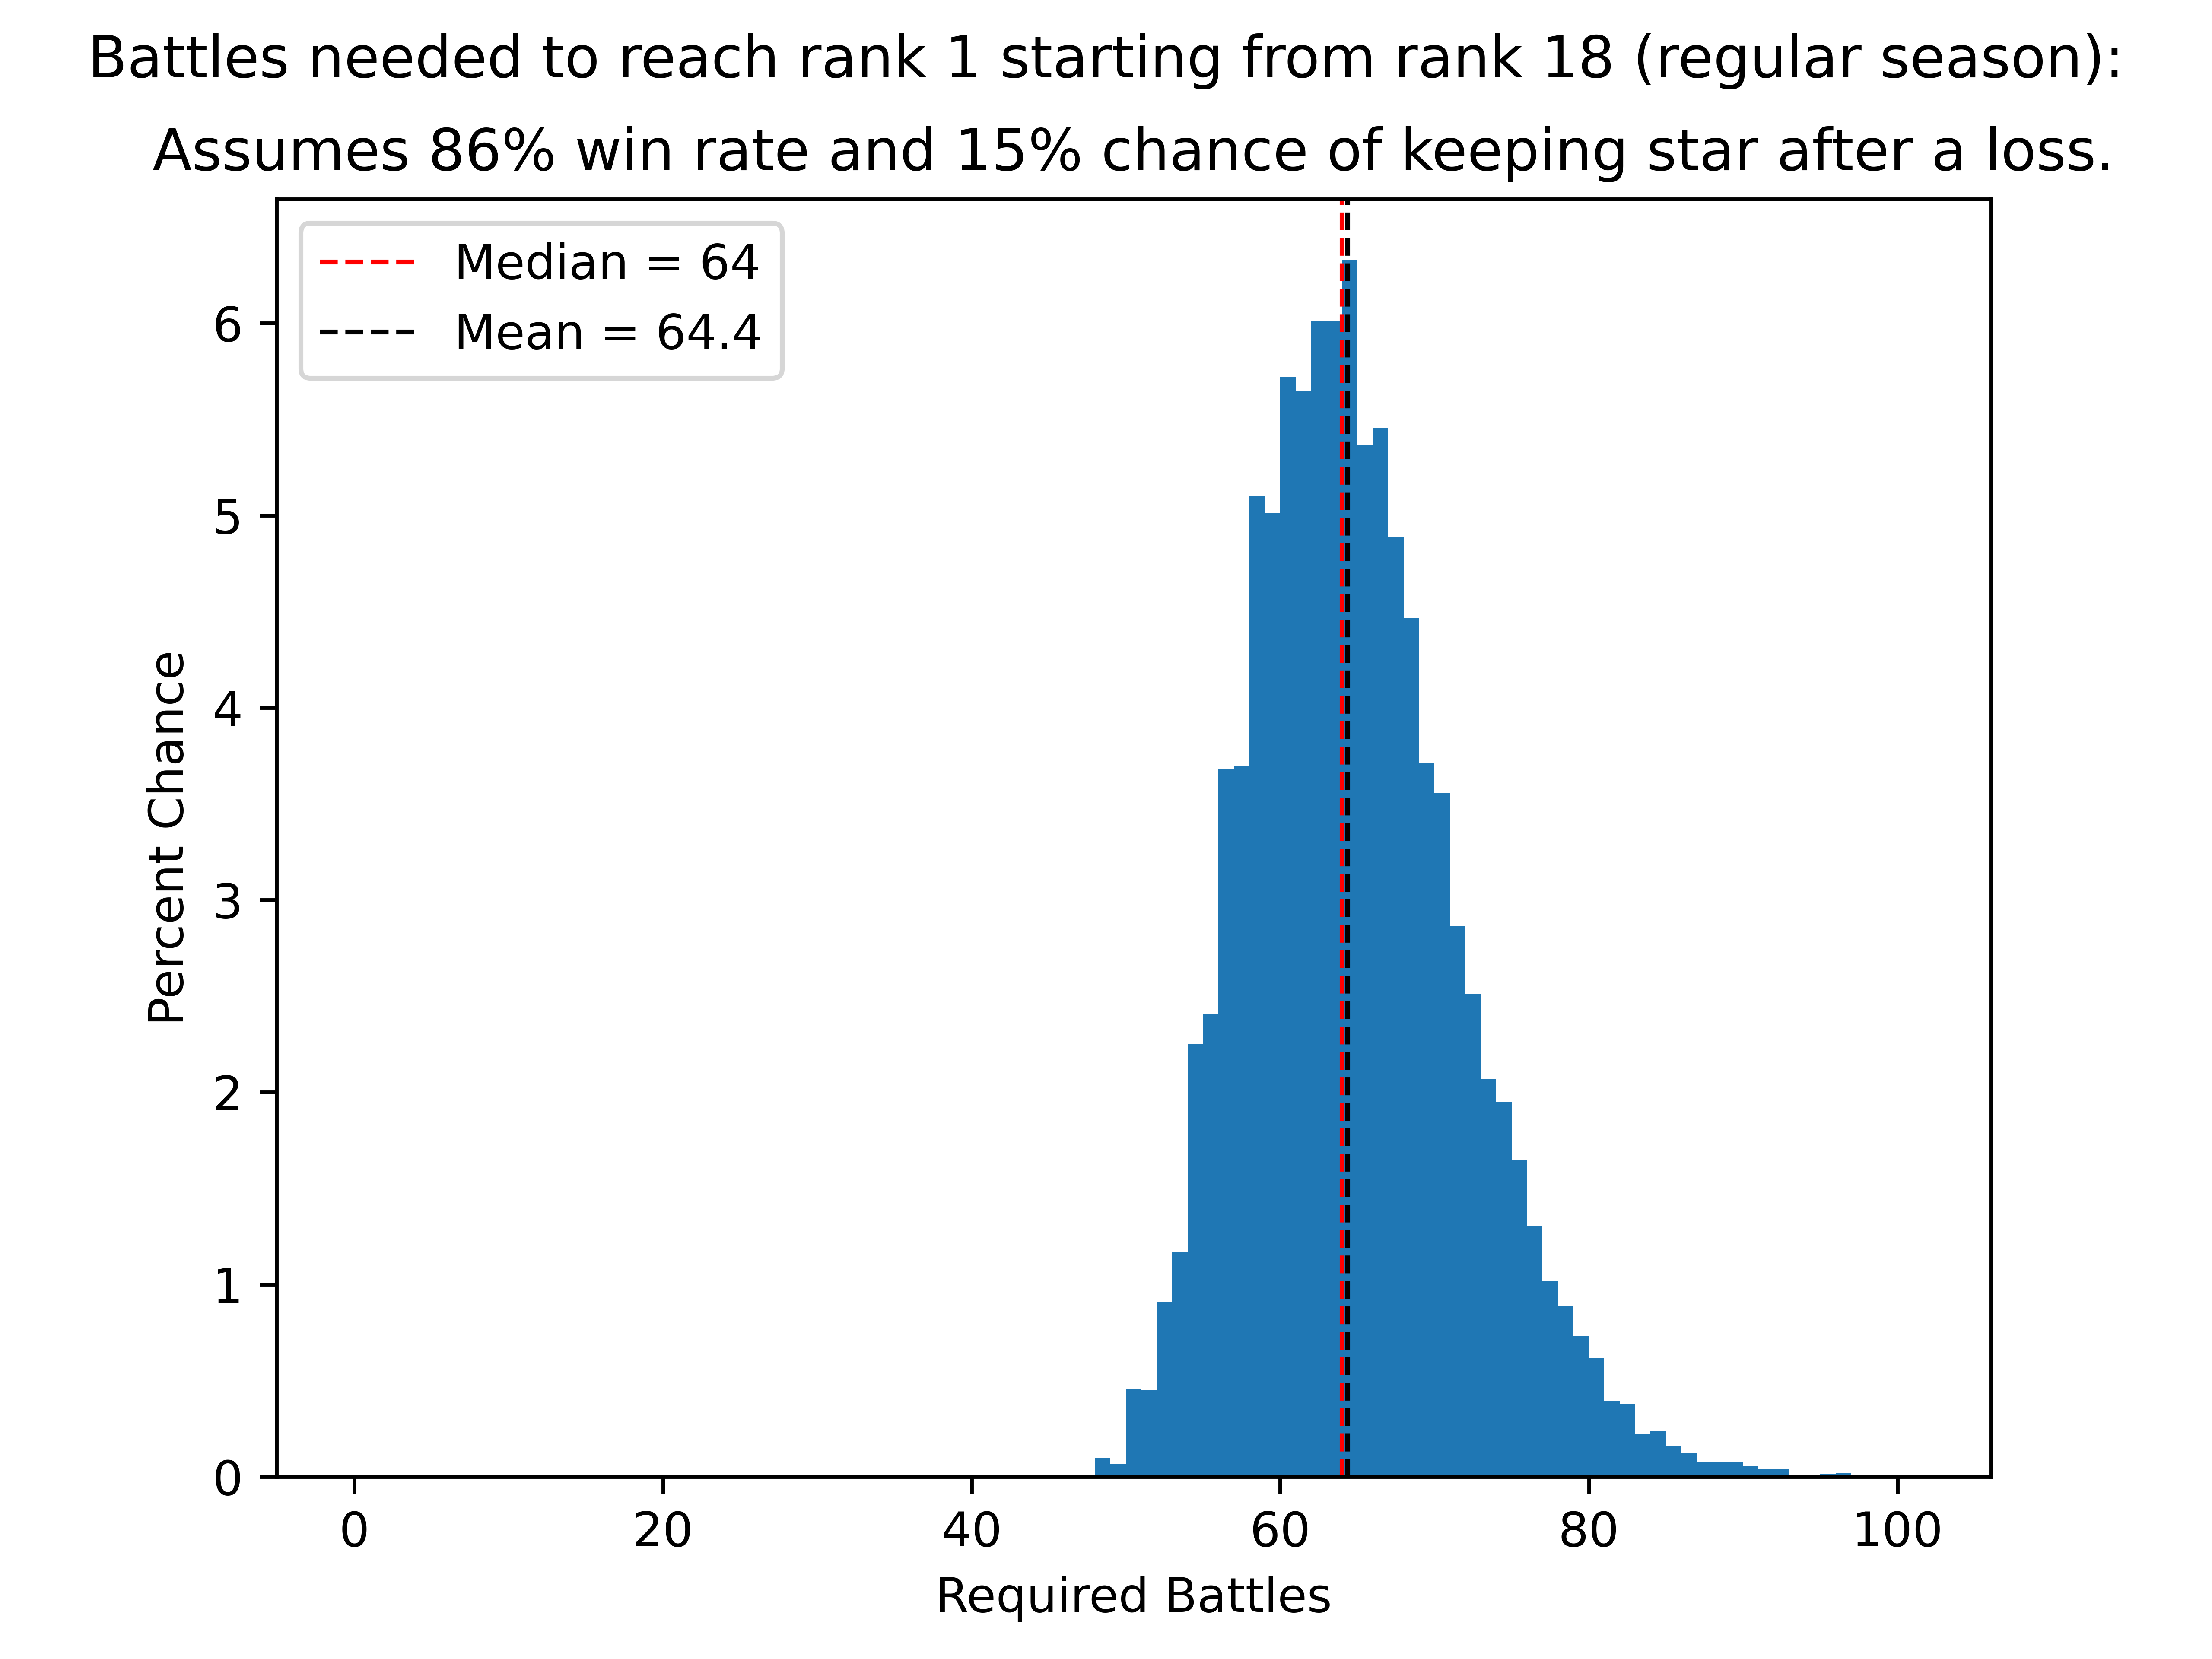 Battles needed to reach rank 1 starting from rank 18 (regular season):
Assumes 86% win rate and 15% chance of keeping star after a loss.
Median = 64
Mean = 64.4
Percent Chance
6
5
4
3
2
1
0
0 20 40 60 80 100
Required Battles